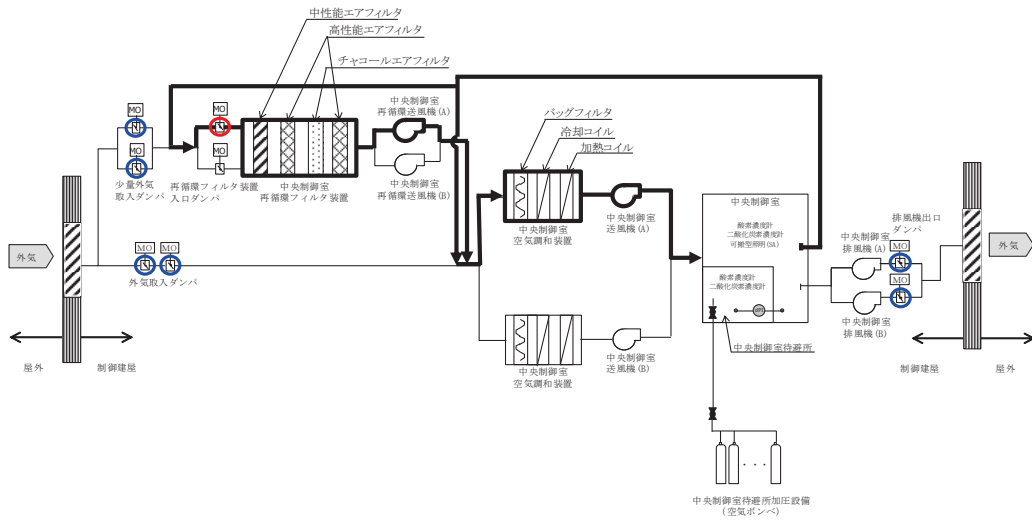 中性能エアフィルタ
高性能エアフィルタ
チャコールエアフィルタ
MO
MO
MO
MO
少量外気
取入ダンパ
再循環フィルタ装置
入口ダンパ
中央制御室
再循環フィルタ装置
中央制御室
再循環送風機(A)
中央制御室
再循環送風機(B)
バッグフィルタ
冷却コイル
加熱コイル
中央制御室
空気調和装置
中央制御室
送風機(A)
外気
MO
MO
外気取入ダンパ
中央制御室
酸素濃度計
二酸化炭素濃度計
可搬型照明(SA)
酸素濃度計
二酸化炭素濃度計
中央制御室待避所
排風機出口
ダンパ
中央制御室
排風機(A)
MO
MO
中央制御室
排風機(B)
外気
中央制御室
空気調和装置
中央制御室
送風機(B)
屋外
制御建屋
制御建屋
屋外
・・・
中央制御室待避所加圧設備
(空気ボンベ)